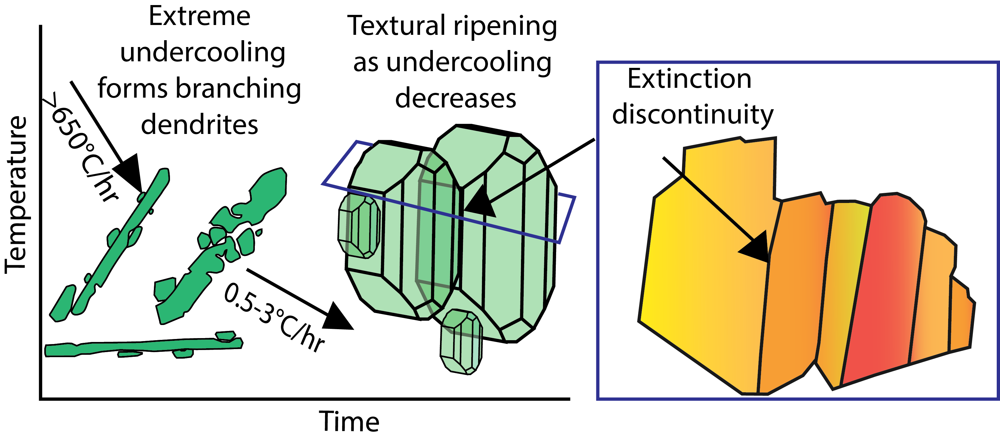 Extreme
undercooling
forms branching
dendrites
Textural ripening
as undercooling
decreases
Extinction
discontinuity
>650°C/hr
0.5-3°C/hr
Temperature
Time